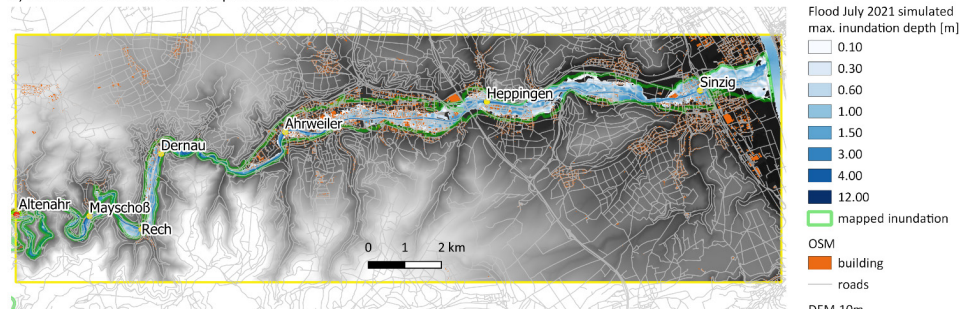 Flood July 2021 simulated
max. inundation depth [m]
0.10
0.30
0.60
1.00
1.50
3.00
4.00
12.00
mapped inundation
OSM
building
roads
Sinzig
Heppingen
Ahrweiler
Dernau
Altenahr
Mayschoß
Rech
0 1 2 km